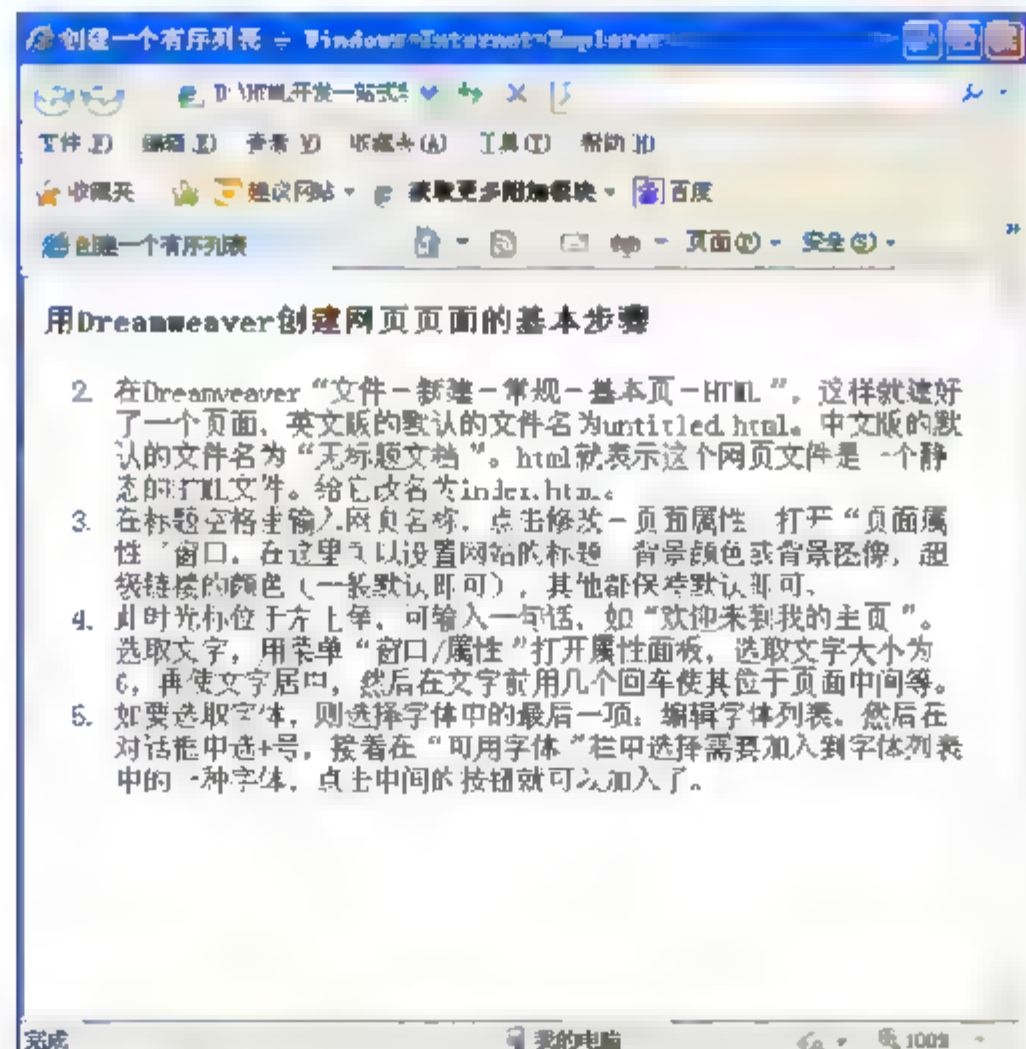 创建一个有序列表 - Windows Internet Explorer
D:\HTML开发一站式
文件(F) 编辑(E) 查看(V) 收藏夹(A) 工具(T) 帮助(H)
收藏夹 建议网站 获取更多附加模块 百度
创建一个有序列表 页面(P) 安全(S)
用Dreamweaver创建网页页面的基本步骤
2. 在Dreamweaver“文件-新建-常规-基本页-HTML”，这样就建好
了一个页面，英文版的默认的文件名为untitled.html。中文版的默
认的文件名为“无标题文档”。html就表示这个网页文件是一个静
态的HTML文件。给它改名为index.htm。
3. 在标题空格里输入网页名称，点击修改-页面属性 打开“页面属
性”窗口，在这里可以设置网站的标题 背景颜色或背景图像，超
级链接的颜色（一般默认即可），其他都保持默认即可。
4. 此时光标位于左上角，可输入一句话，如“欢迎来到我的主页”。
选取文字，用菜单“窗口/属性”打开属性面板，选取文字大小为
6，再使文字居中，然后在文字前用几个回车使其位于页面中间等。
5. 如要选取字体，则选择字体中的最后一项：编辑字体列表。然后在
对话框中选+号，接着在“可用字体”栏中选择需要加入到字体列表
中的一种字体，点击中间的按钮就可以加入了。
完成 我的电脑 100%